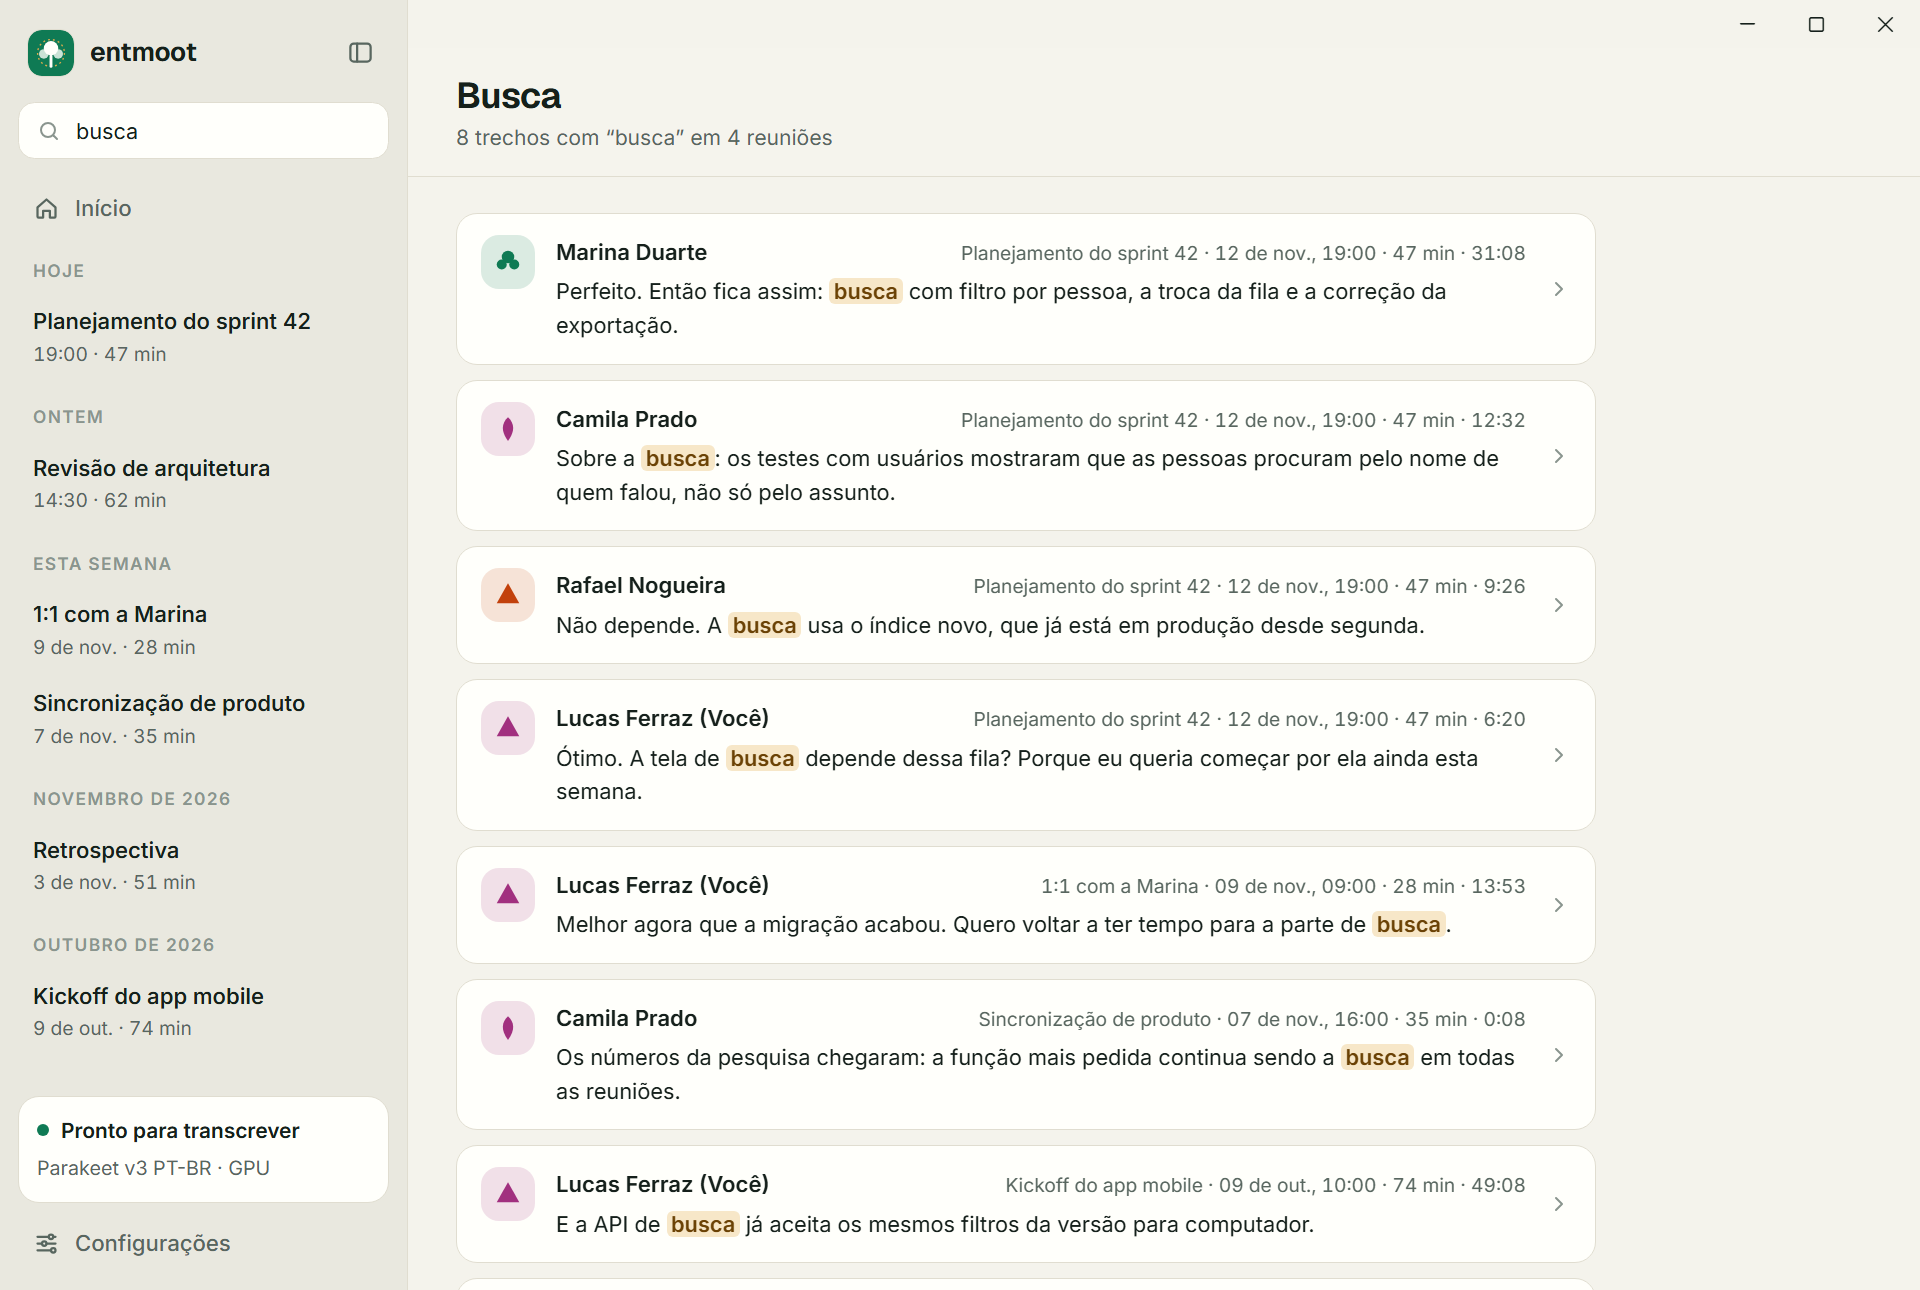 entmoot
busca
Início
HOJE
Planejamento do sprint 42
19:00 · 47 min
ONTEM
Revisão de arquitetura
14:30 · 62 min
ESTA SEMANA
1:1 com a Marina
9 de nov. · 28 min
Sincronização de produto
7 de nov. · 35 min
NOVEMBRO DE 2026
Retrospectiva
3 de nov. · 51 min
OUTUBRO DE 2026
Kickoff do app mobile
9 de out. · 74 min
Pronto para transcrever
Parakeet v3 PT-BR · GPU
Configurações
Busca
8 trechos com “busca” em 4 reuniões
Marina Duarte
Planejamento do sprint 42 · 12 de nov., 19:00 · 47 min · 31:08
Perfeito. Então fica assim: busca com filtro por pessoa, a troca da fila e a correção da
exportação.
Camila Prado
Planejamento do sprint 42 · 12 de nov., 19:00 · 47 min · 12:32
Sobre a busca: os testes com usuários mostraram que as pessoas procuram pelo nome de
quem falou, não só pelo assunto.
Rafael Nogueira
Planejamento do sprint 42 · 12 de nov., 19:00 · 47 min · 9:26
Não depende. A busca usa o índice novo, que já está em produção desde segunda.
Lucas Ferraz (Você)
Planejamento do sprint 42 · 12 de nov., 19:00 · 47 min · 6:20
Ótimo. A tela de busca depende dessa fila? Porque eu queria começar por ela ainda esta
semana.
Lucas Ferraz (Você)
1:1 com a Marina · 09 de nov., 09:00 · 28 min · 13:53
Melhor agora que a migração acabou. Quero voltar a ter tempo para a parte de busca.
Camila Prado
Sincronização de produto · 07 de nov., 16:00 · 35 min · 0:08
Os números da pesquisa chegaram: a função mais pedida continua sendo a busca em todas
as reuniões.
Lucas Ferraz (Você)
Kickoff do app mobile · 09 de out., 10:00 · 74 min · 49:08
E a API de busca já aceita os mesmos filtros da versão para computador.